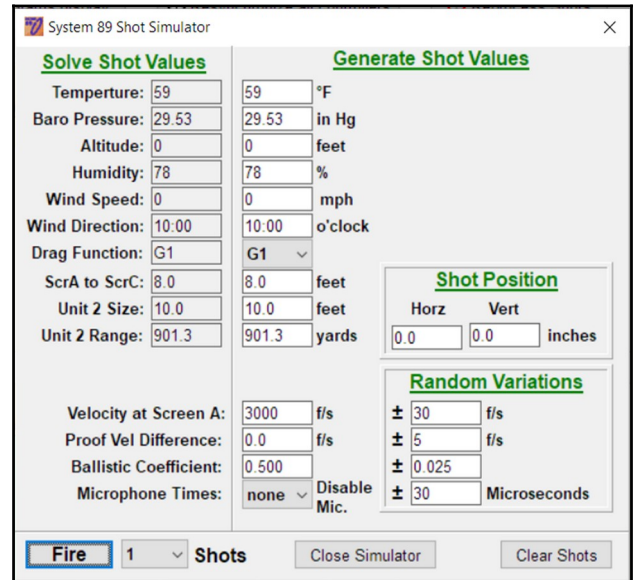 System 89 Shot Simulator
Solve Shot Values Generate Shot Values
Temperture: 59 59 °F
Baro Pressure: 29.53 29.53 in Hg
Altitude: 0 0 feet
Humidity: 78 78 %
Wind Speed: 0 0 mph
Wind Direction: 10:00 10:00 o'clock
Drag Function: G1 G1
ScrA to ScrC: 8.0 8.0 feet
Unit 2 Size: 10.0 10.0 feet
Unit 2 Range: 901.3 901.3 yards
Shot Position
Horz Vert
0.0 0.0 inches
Random Variations
Velocity at Screen A: 3000 f/s ± 30 f/s
Proof Vel Difference: 0.0 f/s ± 5 f/s
Ballistic Coefficient: 0.500 ± 0.025
Microphone Times: none Disable Mic. ± 30 Microseconds
Fire 1 Shots Close Simulator Clear Shots